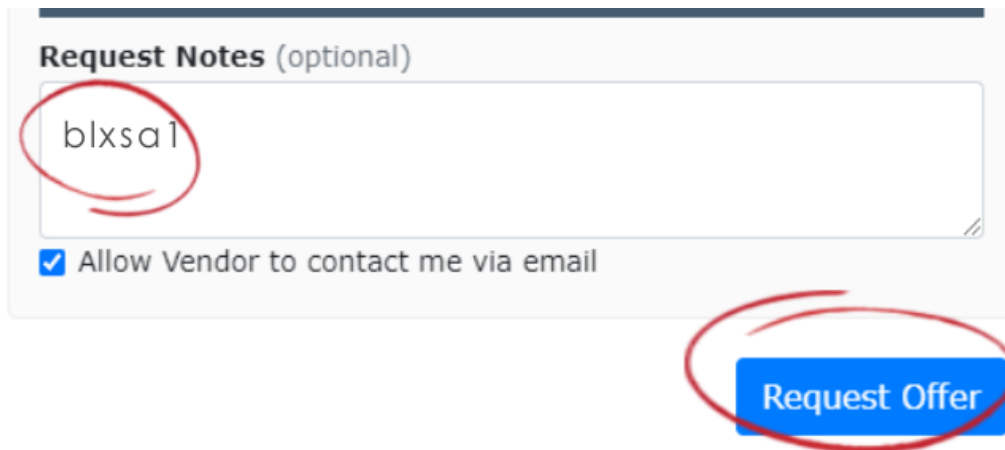 Request Notes (optional)
blxsa1
Allow Vendor to contact me via email
Request Offer